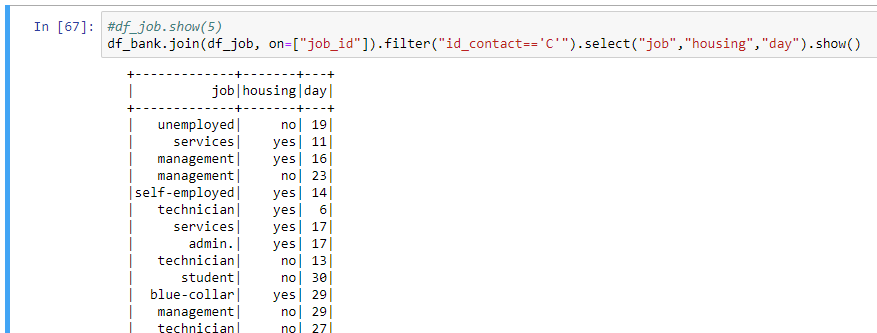 In [67]: #df_job.show(5)
df_bank.join(df_job, on=["job_id"]).filter("id_contact=='C'").select("job","housing","day").show()
+-------------+-------+---+
|          job|housing|day|
+-------------+-------+---+
|   unemployed|     no| 19|
|     services|    yes| 11|
|   management|    yes| 16|
|   management|     no| 23|
|self-employed|    yes| 14|
|   technician|    yes|  6|
|     services|    yes| 17|
|       admin.|    yes| 17|
|   technician|     no| 13|
|      student|     no| 30|
|  blue-collar|    yes| 29|
|   management|     no| 29|
|   technician|     no| 27|